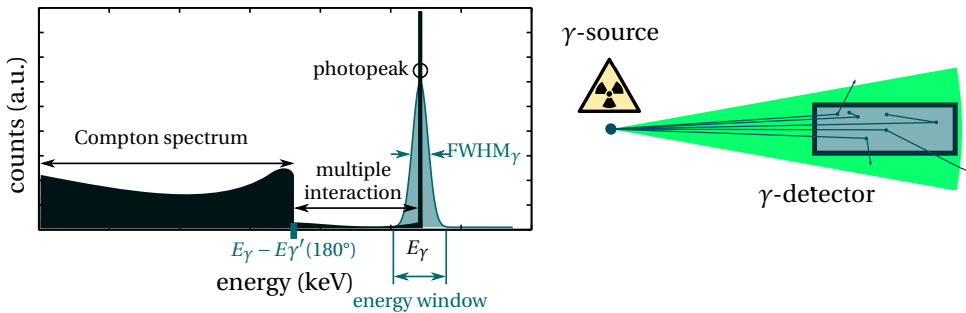 counts (a.u.)
photopeak
Compton spectrum
FWHMγ
multiple
interaction
Eγ − Eγ′(180°)
Eγ
energy (keV)
energy window
γ-source
γ-detector